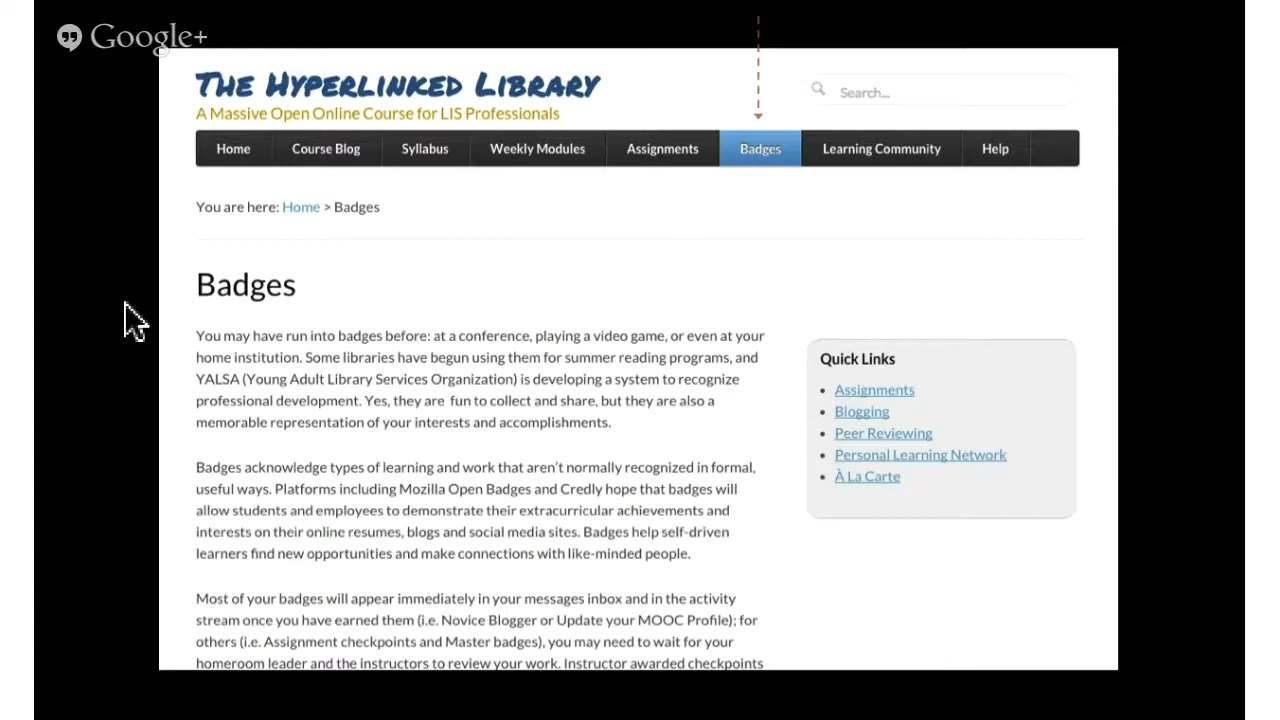 Google+
The Hyperlinked Library
A Massive Open Online Course for LIS Professionals
Search...
Home Course Blog Syllabus Weekly Modules Assignments Badges Learning Community Help
You are here: Home > Badges
Badges
You may have run into badges before: at a conference, playing a video game, or even at your
home institution. Some libraries have begun using them for summer reading programs, and
YALSA (Young Adult Library Services Organization) is developing a system to recognize
professional development. Yes, they are fun to collect and share, but they are also a
memorable representation of your interests and accomplishments.
Badges acknowledge types of learning and work that aren't normally recognized in formal,
useful ways. Platforms including Mozilla Open Badges and Credly hope that badges will
allow students and employees to demonstrate their extracurricular achievements and
interests on their online resumes, blogs and social media sites. Badges help self-driven
learners find new opportunities and make connections with like-minded people.
Most of your badges will appear immediately in your messages inbox and in the activity
stream once you have earned them (i.e. Novice Blogger or Update your MOOC Profile); for
others (i.e. Assignment checkpoints and Master badges), you may need to wait for your
homeroom leader and the instructors to review your work. Instructor awarded checkpoints
Quick Links
Assignments
Blogging
Peer Reviewing
Personal Learning Network
À La Carte